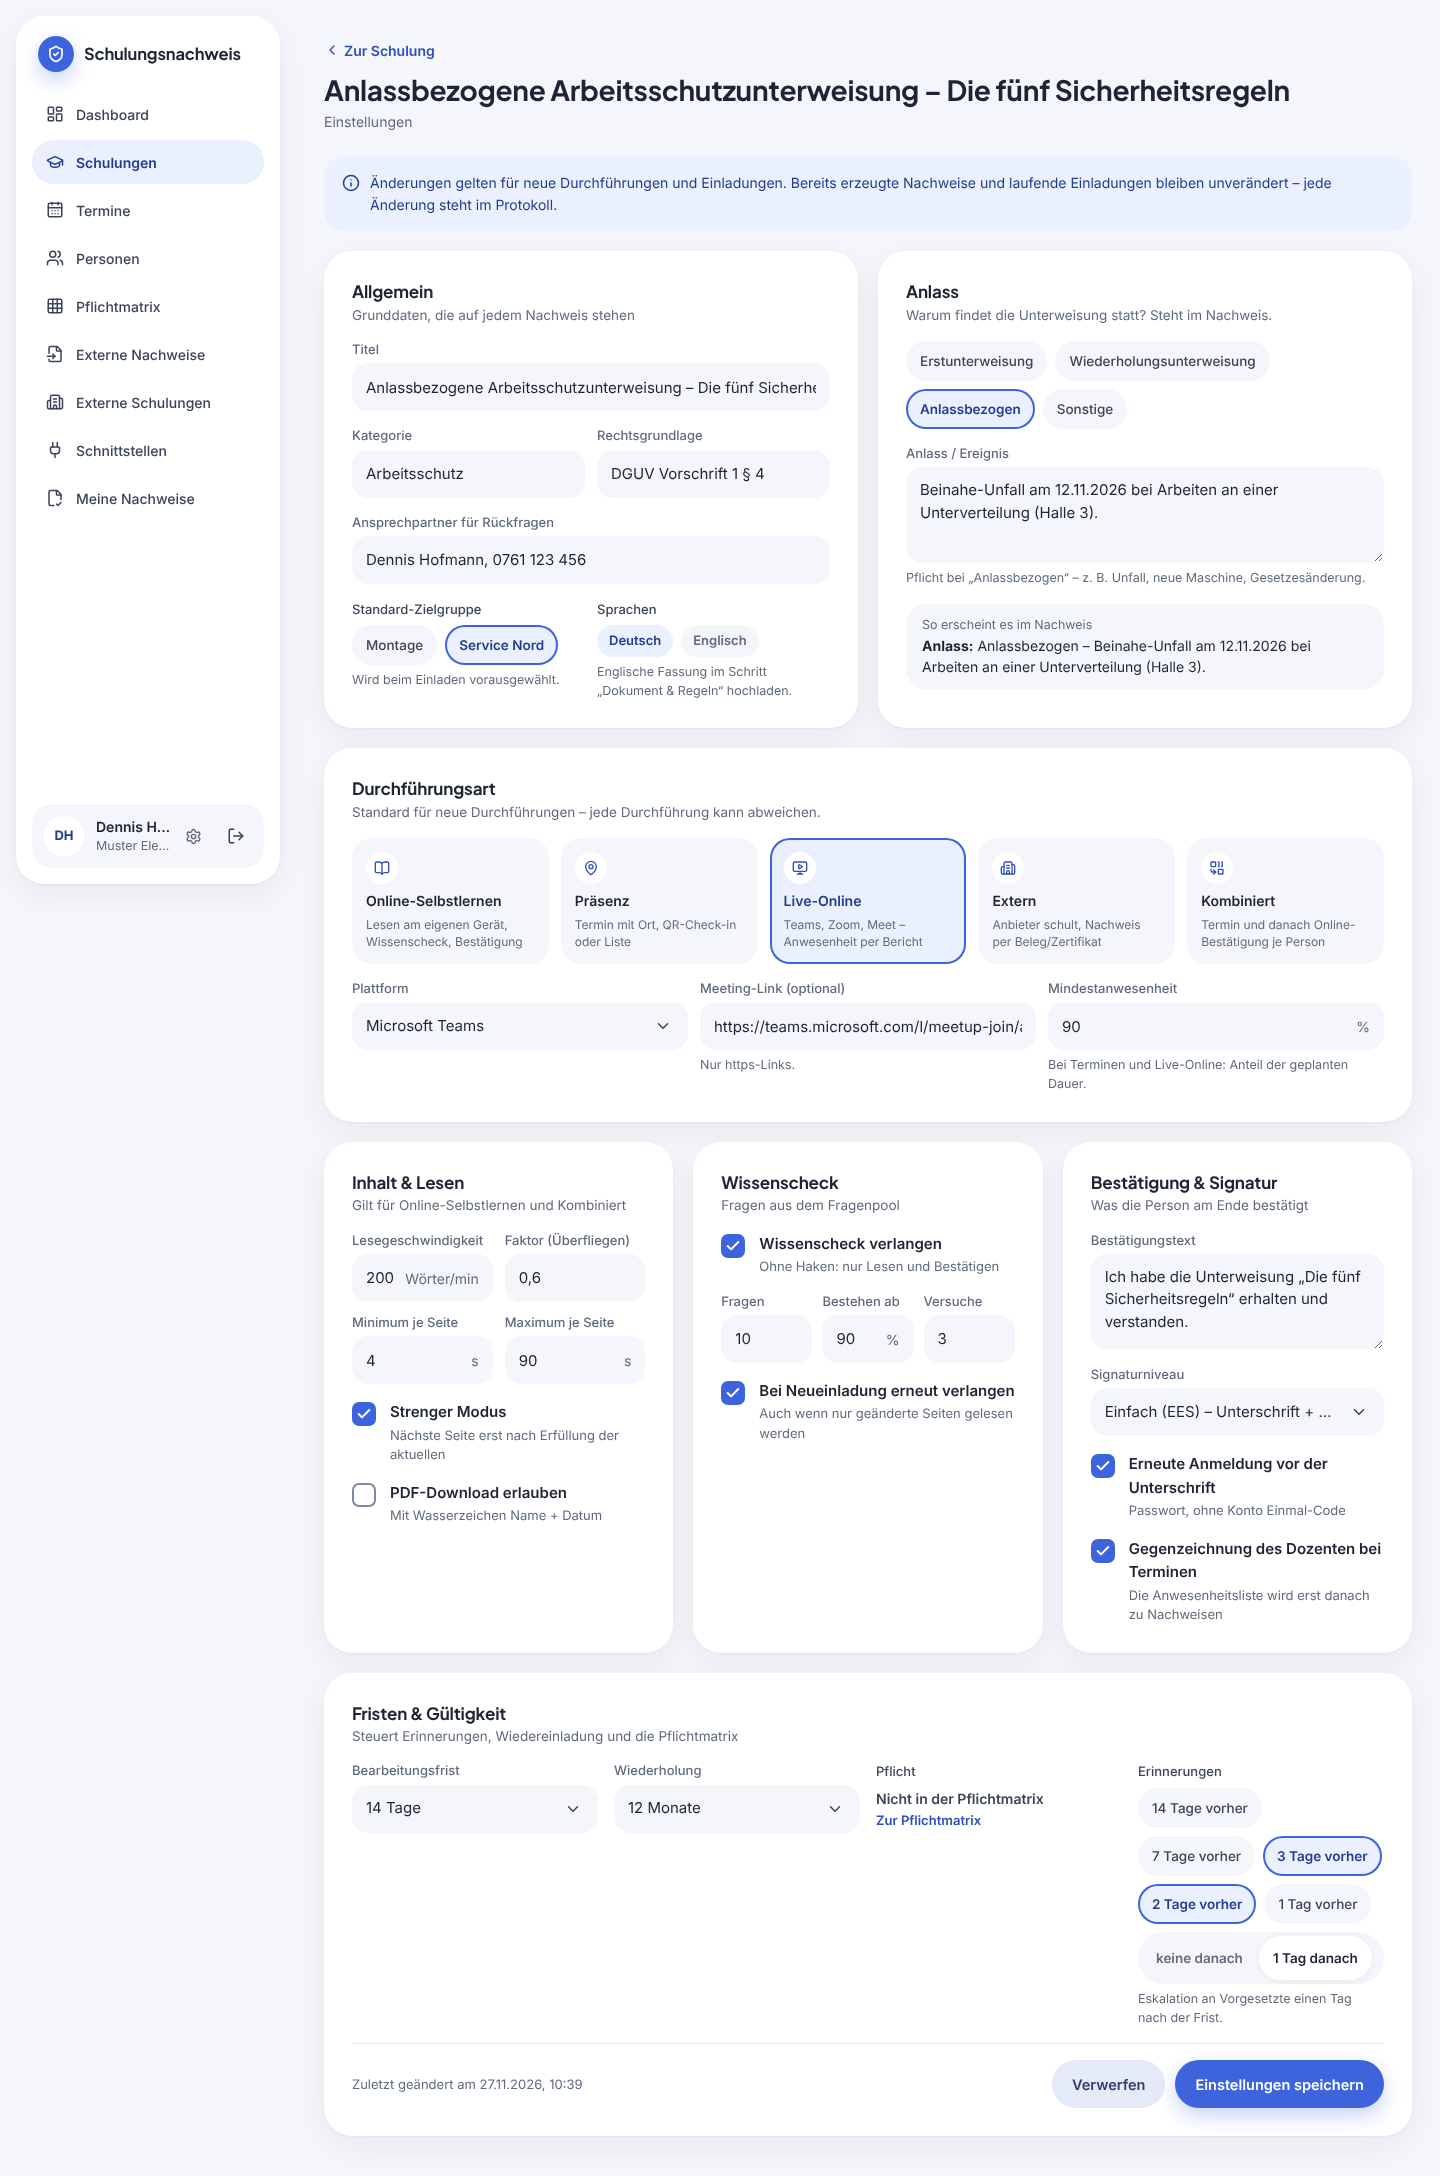 Schulungsnachweis
Dashboard
Schulungen
Termine
Personen
Pflichtmatrix
Externe Nachweise
Externe Schulungen
Schnittstellen
Meine Nachweise
DH
Dennis H...
Muster Ele...
Zur Schulung
Anlassbezogene Arbeitsschutzunterweisung – Die fünf Sicherheitsregeln
Einstellungen
Änderungen gelten für neue Durchführungen und Einladungen. Bereits erzeugte Nachweise und laufende Einladungen bleiben unverändert – jede
Änderung steht im Protokoll.
Allgemein
Grunddaten, die auf jedem Nachweis stehen
Titel
Anlassbezogene Arbeitsschutzunterweisung – Die fünf Sicherhe
Kategorie
Rechtsgrundlage
Arbeitsschutz
DGUV Vorschrift 1 § 4
Ansprechpartner für Rückfragen
Dennis Hofmann, 0761 123 456
Standard-Zielgruppe
Sprachen
Montage
Service Nord
Deutsch
Englisch
Wird beim Einladen vorausgewählt.
Englische Fassung im Schritt
„Dokument & Regeln“ hochladen.
Anlass
Warum findet die Unterweisung statt? Steht im Nachweis.
Erstunterweisung
Wiederholungsunterweisung
Anlassbezogen
Sonstige
Anlass / Ereignis
Beinahe-Unfall am 12.11.2026 bei Arbeiten an einer
Unterverteilung (Halle 3).
Pflicht bei „Anlassbezogen“ – z. B. Unfall, neue Maschine, Gesetzesänderung.
So erscheint es im Nachweis
Anlass: Anlassbezogen – Beinahe-Unfall am 12.11.2026 bei
Arbeiten an einer Unterverteilung (Halle 3).
Durchführungsart
Standard für neue Durchführungen – jede Durchführung kann abweichen.
Online-Selbstlernen
Lesen am eigenen Gerät,
Wissenscheck, Bestätigung
Präsenz
Termin mit Ort, QR-Check-in
oder Liste
Live-Online
Teams, Zoom, Meet –
Anwesenheit per Bericht
Extern
Anbieter schult, Nachweis
per Beleg/Zertifikat
Kombiniert
Termin und danach Online-
Bestätigung je Person
Plattform
Microsoft Teams
Meeting-Link (optional)
https://teams.microsoft.com/l/meetup-join/a
Nur https-Links.
Mindestanwesenheit
90 %
Bei Terminen und Live-Online: Anteil der geplanten
Dauer.
Inhalt & Lesen
Gilt für Online-Selbstlernen und Kombiniert
Lesegeschwindigkeit
Faktor (Überfliegen)
200 Wörter/min
0,6
Minimum je Seite
Maximum je Seite
4 s
90 s
Strenger Modus
Nächste Seite erst nach Erfüllung der
aktuellen
PDF-Download erlauben
Mit Wasserzeichen Name + Datum
Wissenscheck
Fragen aus dem Fragenpool
Wissenscheck verlangen
Ohne Haken: nur Lesen und Bestätigen
Fragen
Bestehen ab
Versuche
10
90 %
3
Bei Neueinladung erneut verlangen
Auch wenn nur geänderte Seiten gelesen
werden
Bestätigung & Signatur
Was die Person am Ende bestätigt
Bestätigungstext
Ich habe die Unterweisung „Die fünf
Sicherheitsregeln“ erhalten und
verstanden.
Signaturniveau
Einfach (EES) – Unterschrift + ...
Erneute Anmeldung vor der
Unterschrift
Passwort, ohne Konto Einmal-Code
Gegenzeichnung des Dozenten bei
Terminen
Die Anwesenheitsliste wird erst danach
zu Nachweisen
Fristen & Gültigkeit
Steuert Erinnerungen, Wiedereinladung und die Pflichtmatrix
Bearbeitungsfrist
14 Tage
Wiederholung
12 Monate
Pflicht
Nicht in der Pflichtmatrix
Zur Pflichtmatrix
Erinnerungen
14 Tage vorher
7 Tage vorher
3 Tage vorher
2 Tage vorher
1 Tag vorher
keine danach
1 Tag danach
Eskalation an Vorgesetzte einen Tag
nach der Frist.
Zuletzt geändert am 27.11.2026, 10:39
Verwerfen
Einstellungen speichern